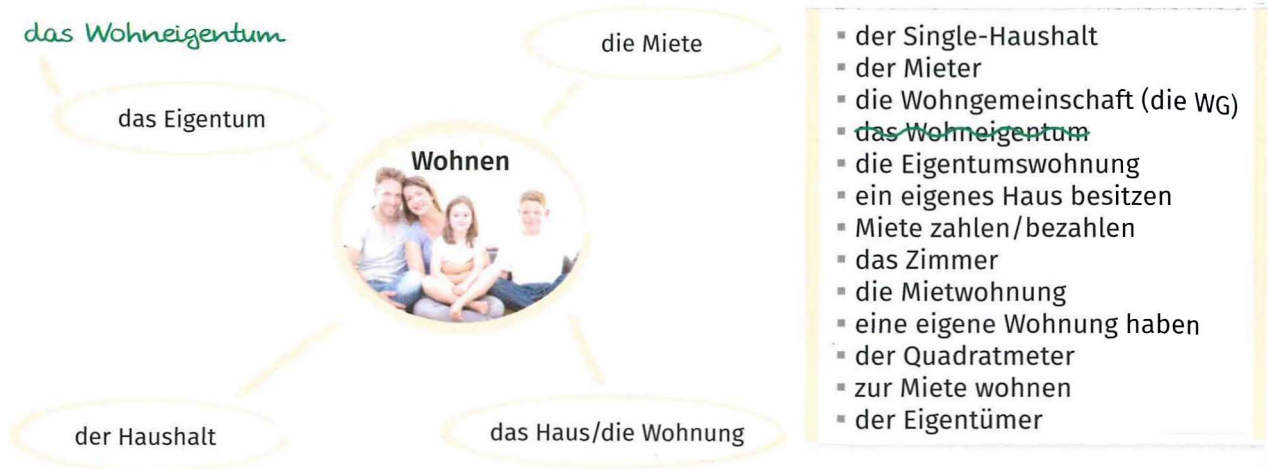 das Wohneigentum
die Miete
das Eigentum
Wohnen
der Haushalt
das Haus/die Wohnung
▪ der Single-Haushalt
▪ der Mieter
▪ die Wohngemeinschaft (die WG)
▪ das Wohneigentum
▪ die Eigentumswohnung
▪ ein eigenes Haus besitzen
▪ Miete zahlen/bezahlen
▪ das Zimmer
▪ die Mietwohnung
▪ eine eigene Wohnung haben
▪ der Quadratmeter
▪ zur Miete wohnen
▪ der Eigentümer